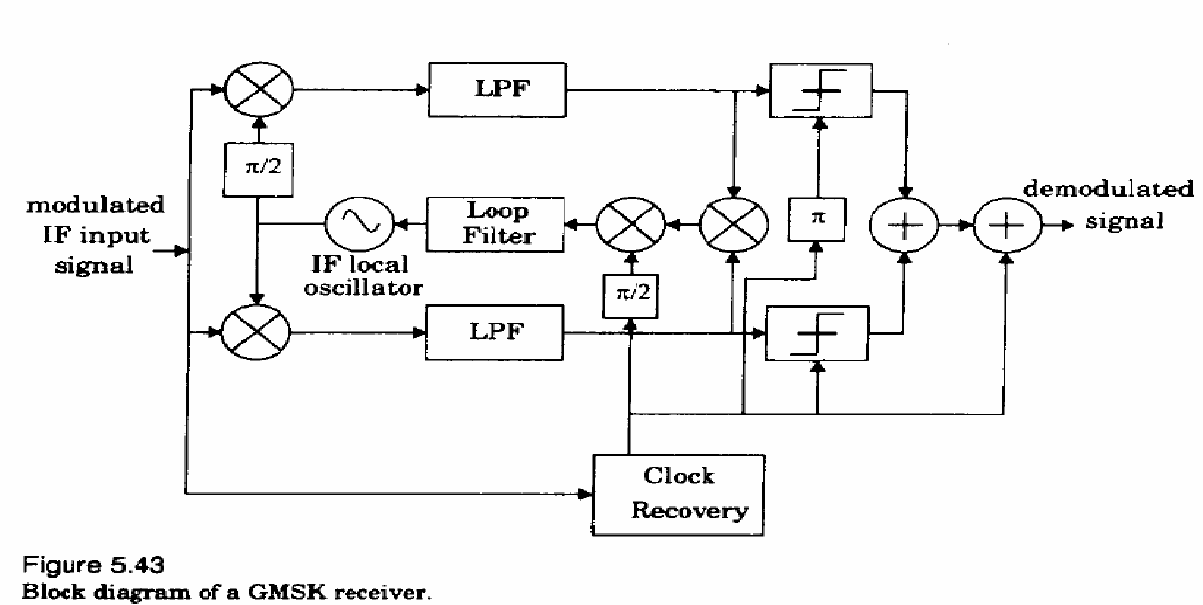 LPF
π/2
modulated
IF input
signal
IF local
oscillator
Loop
Filter
π/2
π
demodulated
signal
LPF
Clock
Recovery
Figure 5.43
Block diagram of a GMSK receiver.